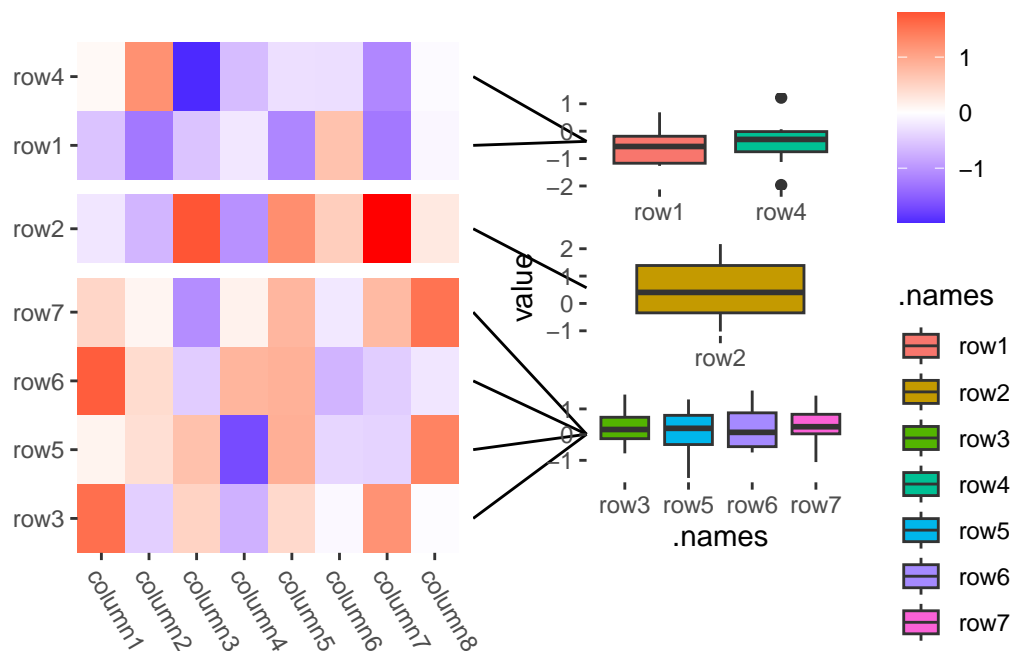 row4
row1
row2
row7
row6
row5
row3
column1
column2
column3
column4
column5
column6
column7
column8
value
1
0
−1
−2
row1 row4
2
1
0
−1
row2
1
0
−1
row3 row5 row6 row7
.names
1
0
−1
.names
row1
row2
row3
row4
row5
row6
row7